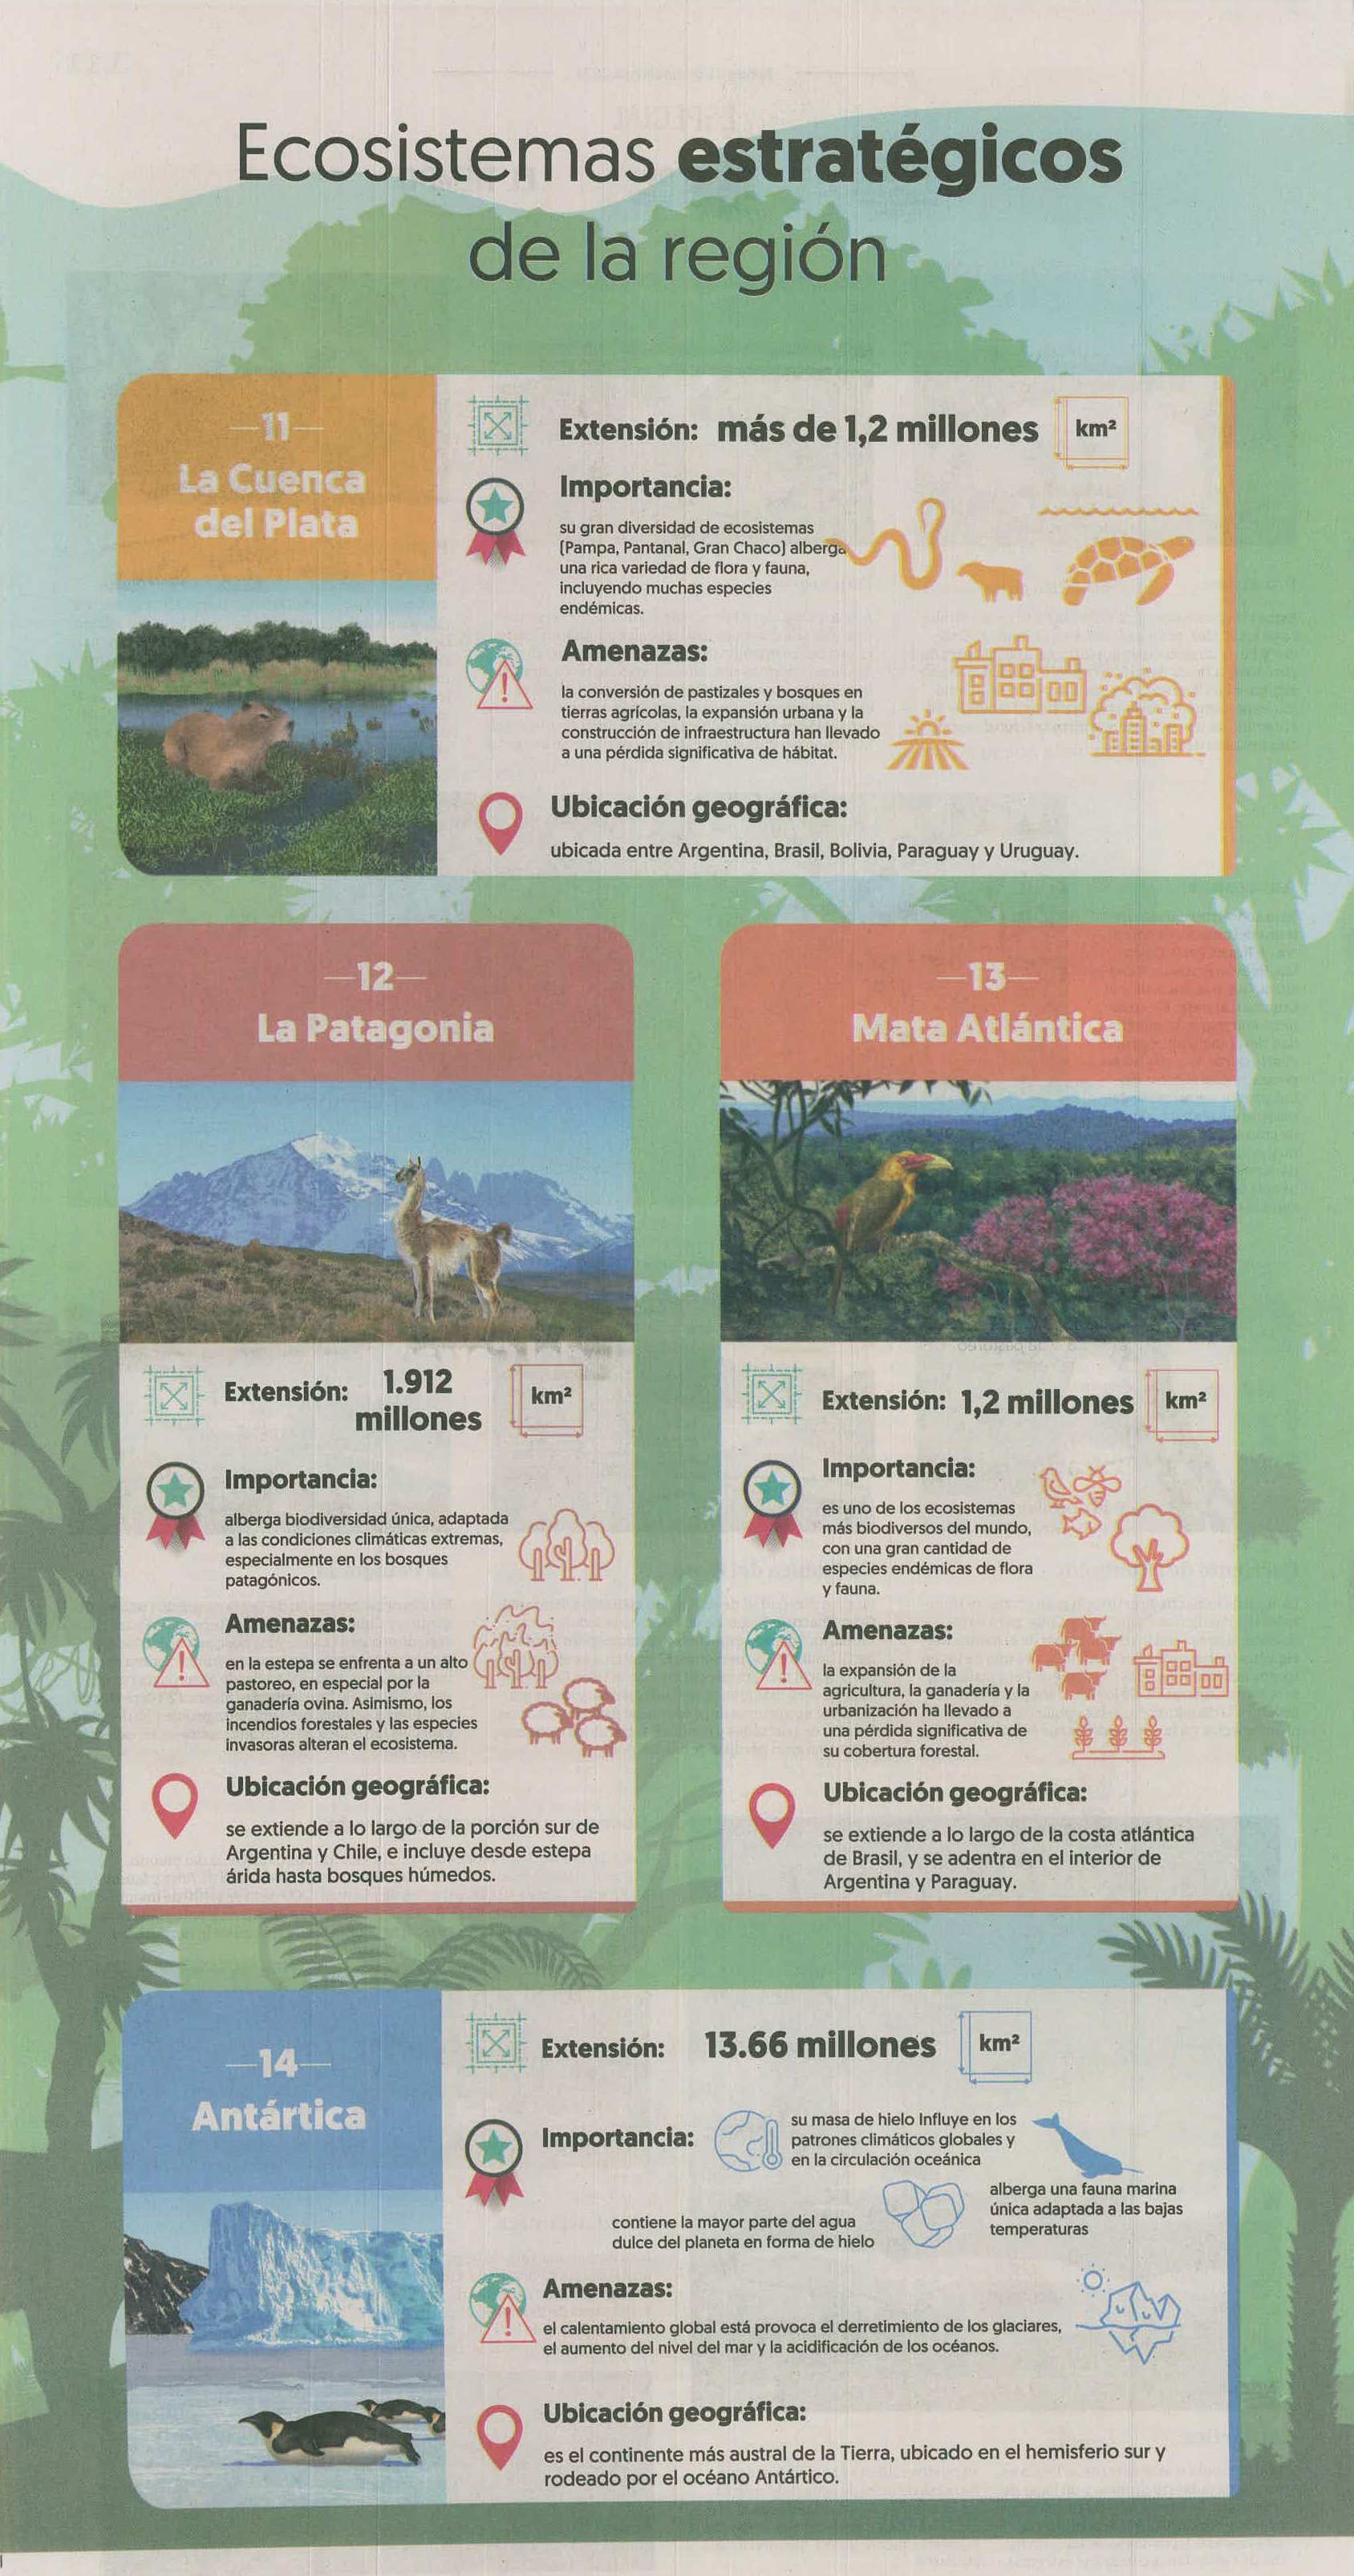 Ecosistemas estratégicos
de la región
—11—
La Cuenca
del Plata
Extensión: más de 1,2 millones km²
Importancia:
su gran diversidad de ecosistemas
(Pampa, Pantanal, Gran Chaco) alberga
una rica variedad de flora y fauna,
incluyendo muchas especies
endémicas.
Amenazas:
la conversión de pastizales y bosques en
tierras agrícolas, la expansión urbana y la
construcción de infraestructura han llevado
a una pérdida significativa de hábitat.
Ubicación geográfica:
ubicada entre Argentina, Brasil, Bolivia, Paraguay y Uruguay.
—12—
La Patagonia
Extensión: 1.912
millones km²
Importancia:
alberga biodiversidad única, adaptada
a las condiciones climáticas extremas,
especialmente en los bosques
patagónicos.
Amenazas:
en la estepa se enfrenta a un alto
pastoreo, en especial por la
ganadería ovina. Asimismo, los
incendios forestales y las especies
invasoras alteran el ecosistema.
Ubicación geográfica:
se extiende a lo largo de la porción sur de
Argentina y Chile, e incluye desde estepa
árida hasta bosques húmedos.
—13—
Mata Atlántica
Extensión: 1,2 millones km²
Importancia:
es uno de los ecosistemas
más biodiversos del mundo,
con una gran cantidad de
especies endémicas de flora
y fauna.
Amenazas:
la expansión de la
agricultura, la ganadería y la
urbanización ha llevado a
una pérdida significativa de
su cobertura forestal.
Ubicación geográfica:
se extiende a lo largo de la costa atlántica
de Brasil, y se adentra en el interior de
Argentina y Paraguay.
—14—
Antártica
Extensión: 13.66 millones km²
Importancia:
su masa de hielo Influye en los
patrones climáticos globales y
en la circulación oceánica
alberga una fauna marina
única adaptada a las bajas
temperaturas
contiene la mayor parte del agua
dulce del planeta en forma de hielo
Amenazas:
el calentamiento global está provoca el derretimiento de los glaciares,
el aumento del nivel del mar y la acidificación de los océanos.
Ubicación geográfica:
es el continente más austral de la Tierra, ubicado en el hemisferio sur y
rodeado por el océano Antártico.